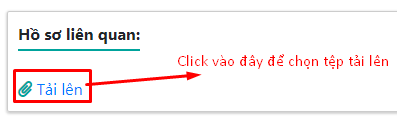 Hồ sơ liên quan:
Click vào đây để chọn tệp tải lên
Tải lên